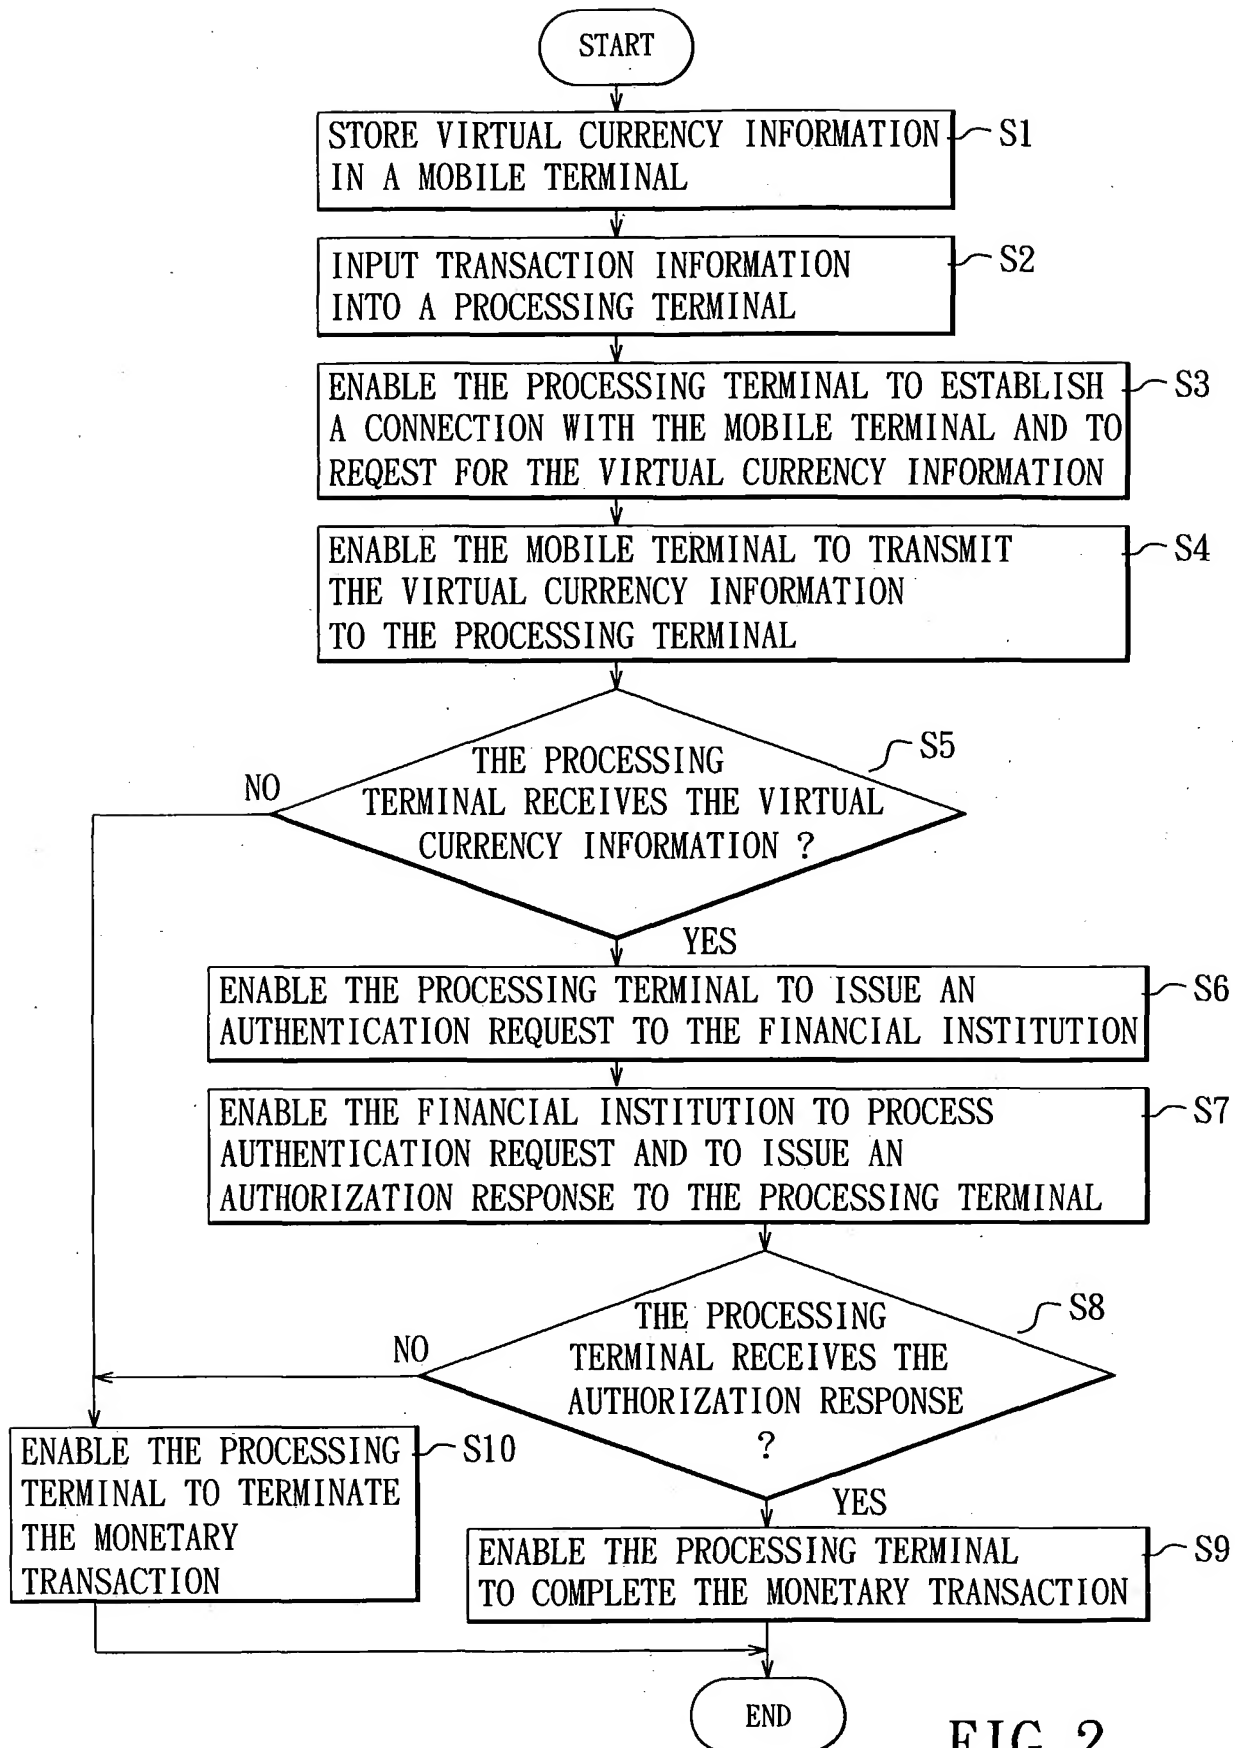 START
STORE VIRTUAL CURRENCY INFORMATION
IN A MOBILE TERMINAL
S1
INPUT TRANSACTION INFORMATION
INTO A PROCESSING TERMINAL
S2
ENABLE THE PROCESSING TERMINAL TO ESTABLISH
A CONNECTION WITH THE MOBILE TERMINAL AND TO
REQEST FOR THE VIRTUAL CURRENCY INFORMATION
S3
ENABLE THE MOBILE TERMINAL TO TRANSMIT
THE VIRTUAL CURRENCY INFORMATION
TO THE PROCESSING TERMINAL
S4
THE PROCESSING
TERMINAL RECEIVES THE VIRTUAL
CURRENCY INFORMATION ?
S5
NO
YES
ENABLE THE PROCESSING TERMINAL TO ISSUE AN
AUTHENTICATION REQUEST TO THE FINANCIAL INSTITUTION
S6
ENABLE THE FINANCIAL INSTITUTION TO PROCESS
AUTHENTICATION REQUEST AND TO ISSUE AN
AUTHORIZATION RESPONSE TO THE PROCESSING TERMINAL
S7
THE PROCESSING
TERMINAL RECEIVES THE
AUTHORIZATION RESPONSE
?
S8
NO
YES
ENABLE THE PROCESSING
TERMINAL TO TERMINATE
THE MONETARY
TRANSACTION
S10
ENABLE THE PROCESSING TERMINAL
TO COMPLETE THE MONETARY TRANSACTION
S9
END
FIG. 2